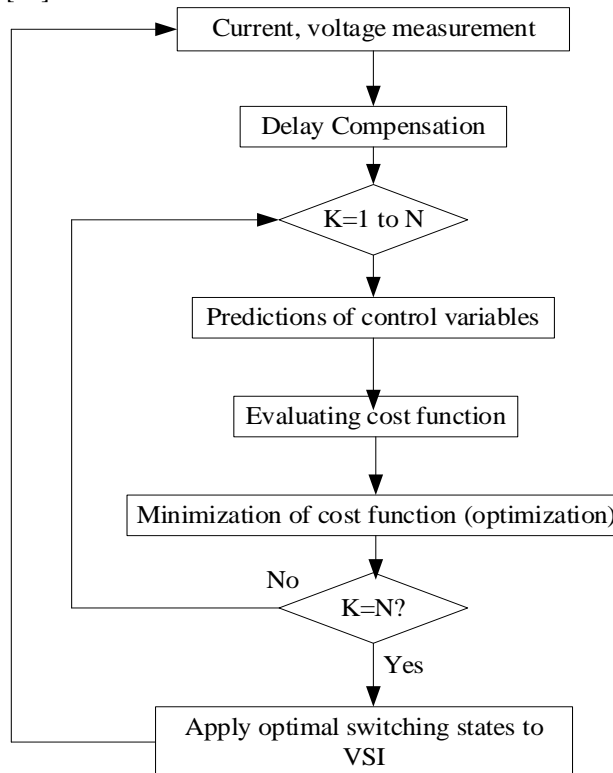 Current, voltage measurement
Delay Compensation
K=1 to N
Predictions of control variables
Evaluating cost function
Minimization of cost function (optimization)
No
K=N?
Yes
Apply optimal switching states to
VSI